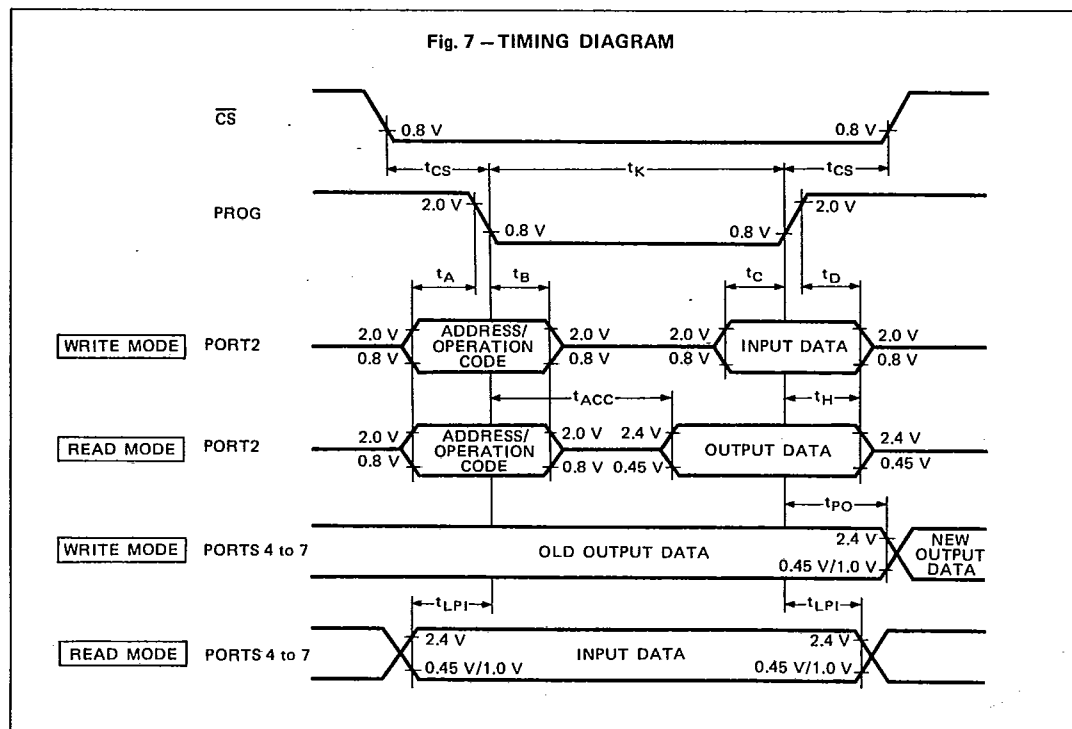 Fig. 7 – TIMING DIAGRAM
CS
0.8 V
0.8 V
tCS
tK
tCS
PROG
2.0 V
2.0 V
0.8 V
0.8 V
tA
tB
tC
tD
WRITE MODE
PORT2
2.0 V
0.8 V
ADDRESS/
OPERATION
CODE
2.0 V
0.8 V
2.0 V
0.8 V
INPUT DATA
2.0 V
0.8 V
tACC
tH
READ MODE
PORT2
2.0 V
0.8 V
ADDRESS/
OPERATION
CODE
2.0 V
0.8 V
2.4 V
0.45 V
OUTPUT DATA
2.4 V
0.45 V
tPO
WRITE MODE
PORTS 4 to 7
OLD OUTPUT DATA
2.4 V
0.45 V/1.0 V
NEW
OUTPUT
DATA
tLPI
tLPI
READ MODE
PORTS 4 to 7
2.4 V
0.45 V/1.0 V
INPUT DATA
2.4 V
0.45 V/1.0 V